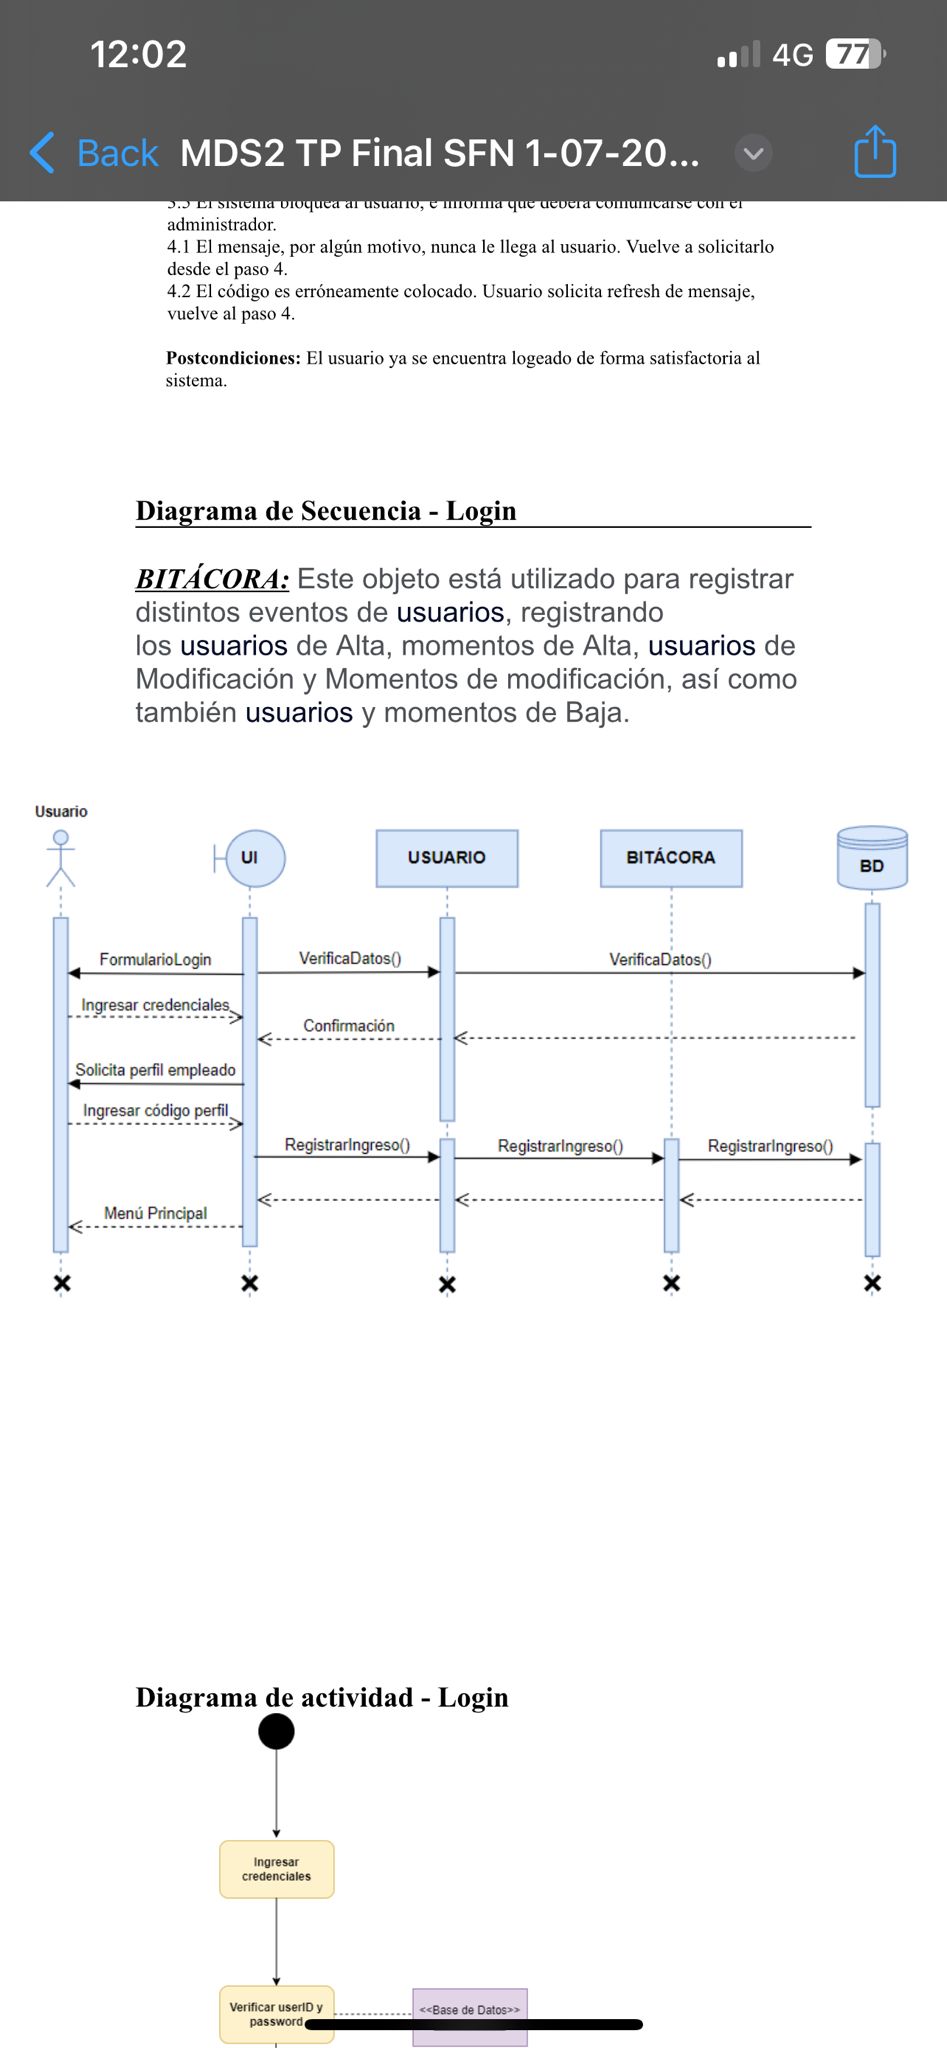 12:02
4G 77
Back MDS2 TP Final SFN 1-07-20...
3.3 El sistema bloquea al usuario, e informa que deberá comunicarse con el
administrador.
4.1 El mensaje, por algún motivo, nunca le llega al usuario. Vuelve a solicitarlo
desde el paso 4.
4.2 El código es erróneamente colocado. Usuario solicita refresh de mensaje,
vuelve al paso 4.
Postcondiciones: El usuario ya se encuentra logeado de forma satisfactoria al
sistema.
Diagrama de Secuencia - Login
BITÁCORA: Este objeto está utilizado para registrar
distintos eventos de usuarios, registrando
los usuarios de Alta, momentos de Alta, usuarios de
Modificación y Momentos de modificación, así como
también usuarios y momentos de Baja.
Usuario
UI
USUARIO
BITÁCORA
BD
FormularioLogin
VerificaDatos()
VerificaDatos()
Ingresar credenciales
Confirmación
Solicita perfil empleado
Ingresar código perfil
RegistrarIngreso()
RegistrarIngreso()
RegistrarIngreso()
Menú Principal
Diagrama de actividad - Login
Ingresar
credenciales
Verificar userID y
password
<<Base de Datos>>